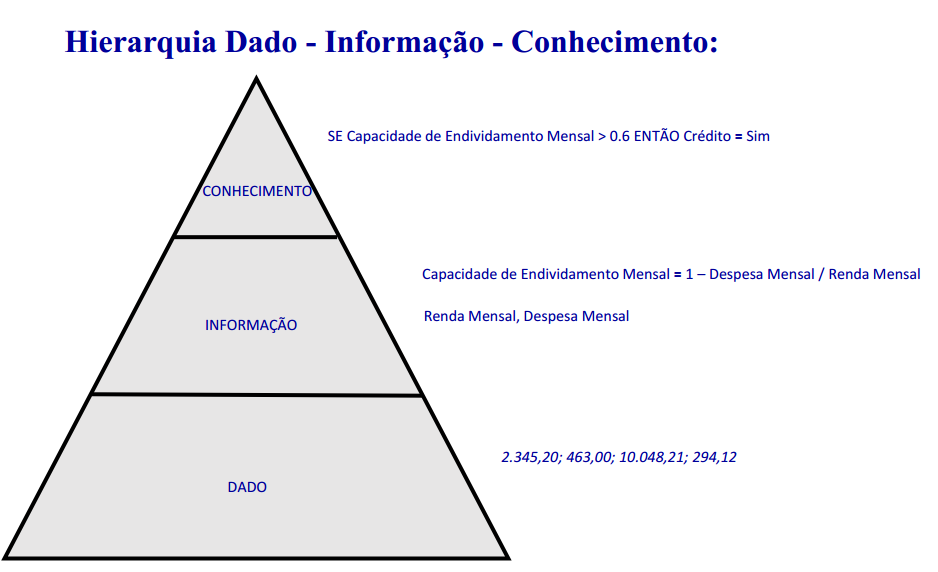 Hierarquia Dado - Informação - Conhecimento:
SE Capacidade de Endividamento Mensal > 0.6 ENTÃO Crédito = Sim
CONHECIMENTO
Capacidade de Endividamento Mensal = 1 – Despesa Mensal / Renda Mensal
Renda Mensal, Despesa Mensal
INFORMAÇÃO
2.345,20; 463,00; 10.048,21; 294,12
DADO